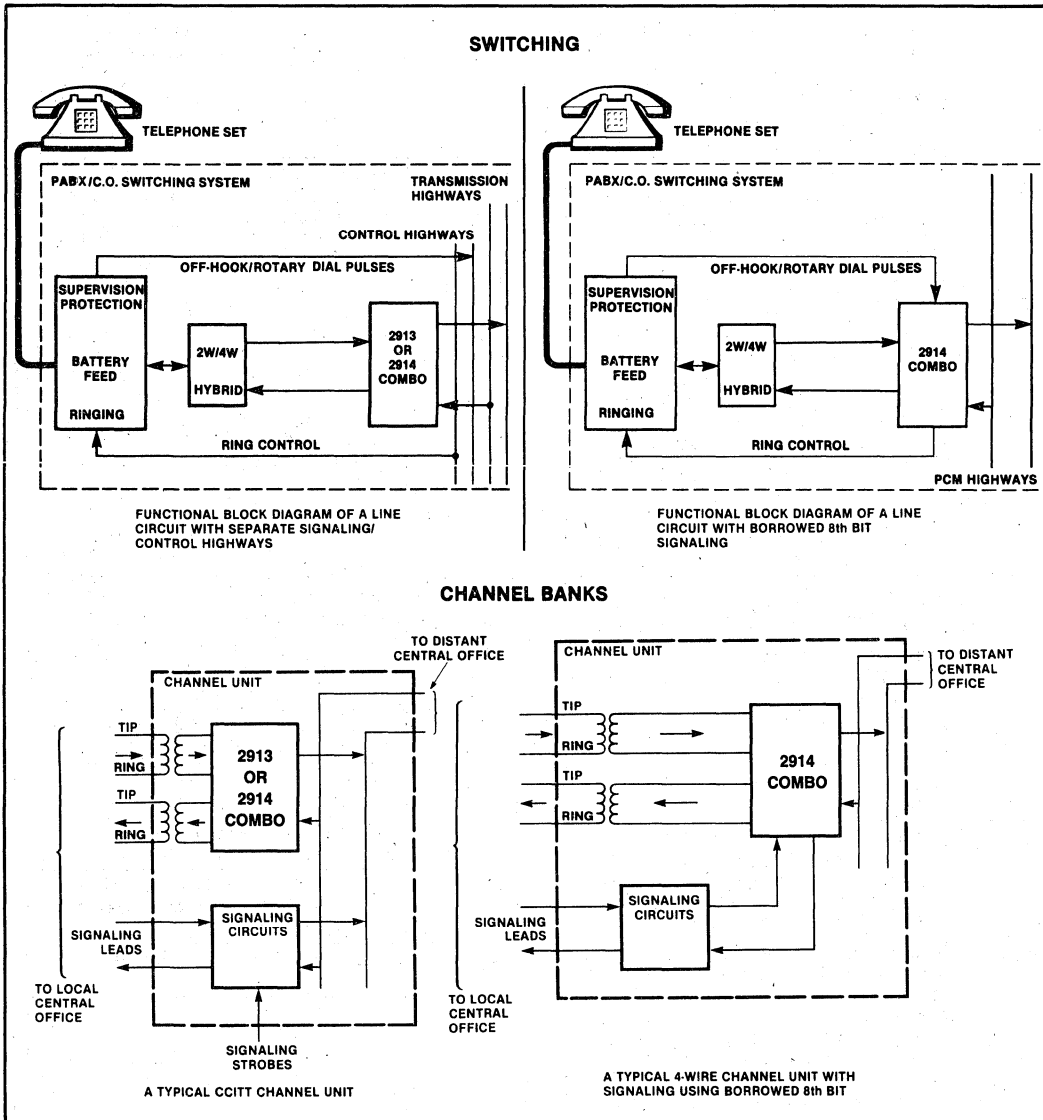 SWITCHING
TELEPHONE SET
PABX/C.O. SWITCHING SYSTEM
TRANSMISSION
HIGHWAYS
CONTROL HIGHWAYS
OFF-HOOK/ROTARY DIAL PULSES
SUPERVISION
PROTECTION
BATTERY
FEED
RINGING
2W/4W
HYBRID
2913
OR
2914
COMBO
RING CONTROL
FUNCTIONAL BLOCK DIAGRAM OF A LINE
CIRCUIT WITH SEPARATE SIGNALING/
CONTROL HIGHWAYS
TELEPHONE SET
PABX/C.O. SWITCHING SYSTEM
OFF-HOOK/ROTARY DIAL PULSES
SUPERVISION
PROTECTION
BATTERY
FEED
RINGING
2W/4W
HYBRID
2914
COMBO
RING CONTROL
PCM HIGHWAYS
FUNCTIONAL BLOCK DIAGRAM OF A LINE
CIRCUIT WITH BORROWED 8th BIT
SIGNALING
CHANNEL BANKS
TO DISTANT
CENTRAL OFFICE
CHANNEL UNIT
TIP
RING
TIP
RING
2913
OR
2914
COMBO
SIGNALING
CIRCUITS
SIGNALING
LEADS
TO LOCAL
CENTRAL
OFFICE
SIGNALING
STROBES
A TYPICAL CCITT CHANNEL UNIT
CHANNEL UNIT
TO DISTANT
CENTRAL
OFFICE
TIP
RING
TIP
RING
2914
COMBO
SIGNALING
CIRCUITS
SIGNALING
LEADS
TO LOCAL
CENTRAL
OFFICE
A TYPICAL 4-WIRE CHANNEL UNIT WITH
SIGNALING USING BORROWED 8th BIT